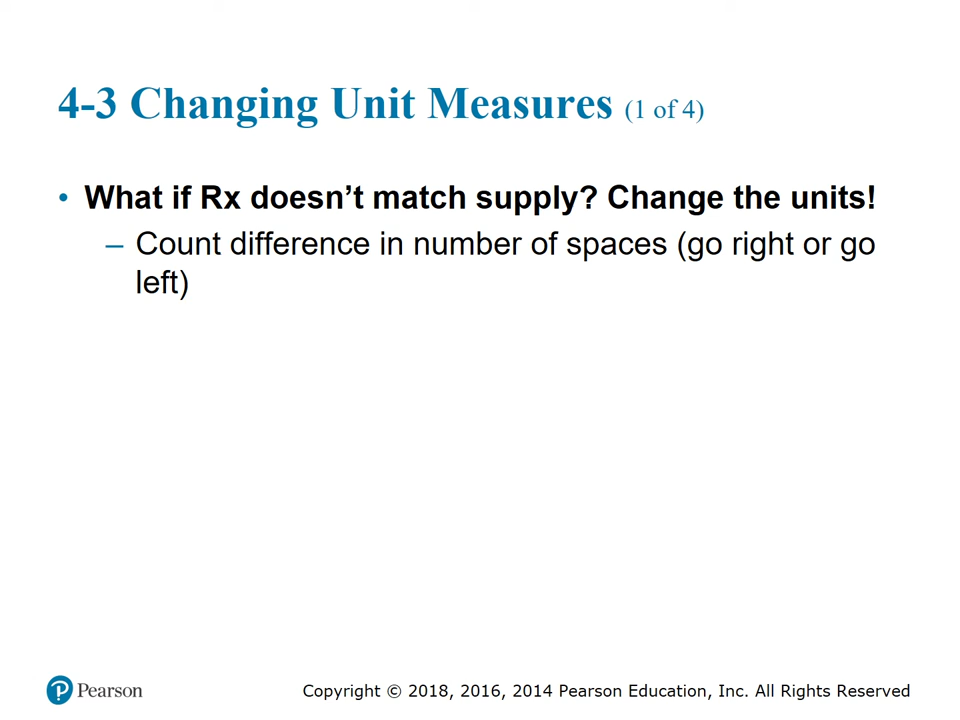 4-3 Changing Unit Measures (1 of 4)
• What if Rx doesn’t match supply? Change the units!
– Count difference in number of spaces (go right or go
left)
Pearson
Copyright © 2018, 2016, 2014 Pearson Education, Inc. All Rights Reserved